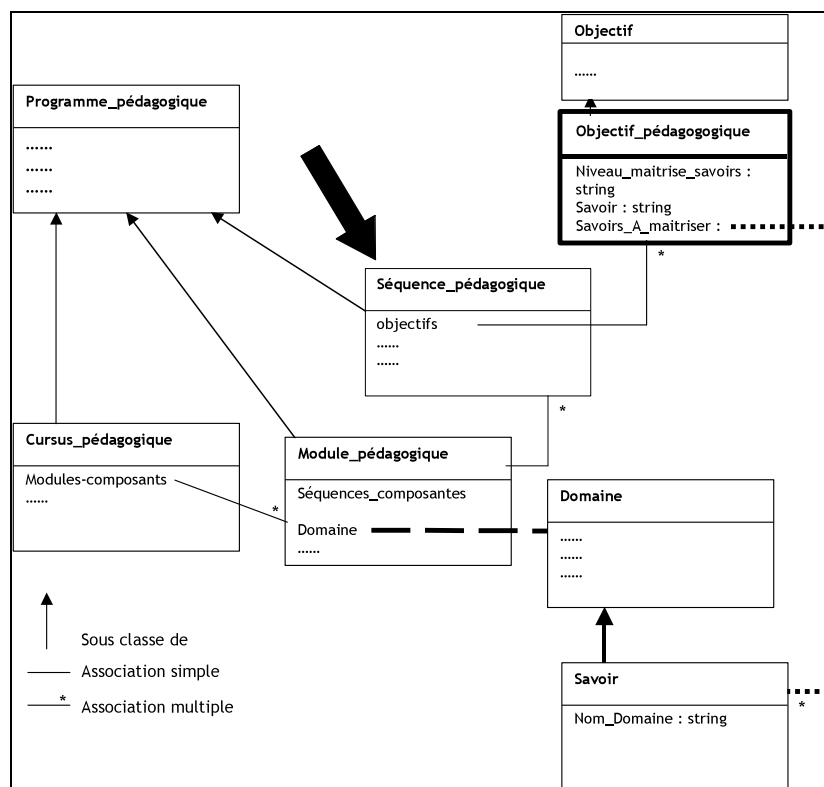 Objectif
......
Programme_pédagogique
......
......
......
Objectif_pédagogogique
Niveau_maitrise_savoirs :
string
Savoir : string
Savoirs_A_maitriser :
*
Séquence_pédagogique
objectifs
......
......
*
Cursus_pédagogique
Modules-composants
......
*
Module_pédagogique
Séquences_composantes
Domaine
......
Domaine
......
......
......
Sous classe de
Association simple
* Association multiple
Savoir
Nom_Domaine : string
*